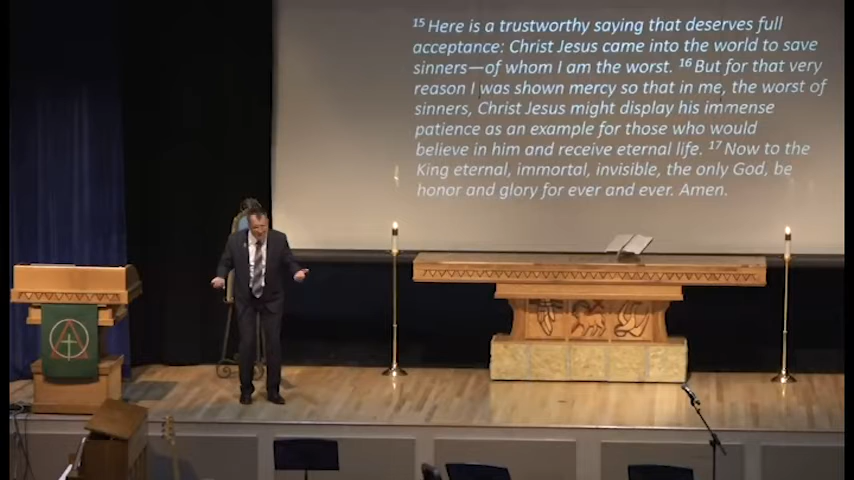 ¹⁵ Here is a trustworthy saying that deserves full
acceptance: Christ Jesus came into the world to save
sinners—of whom I am the worst. ¹⁶ But for that very
reason I was shown mercy so that in me, the worst of
sinners, Christ Jesus might display his immense
patience as an example for those who would
believe in him and receive eternal life. ¹⁷ Now to the
King eternal, immortal, invisible, the only God, be
honor and glory for ever and ever. Amen.